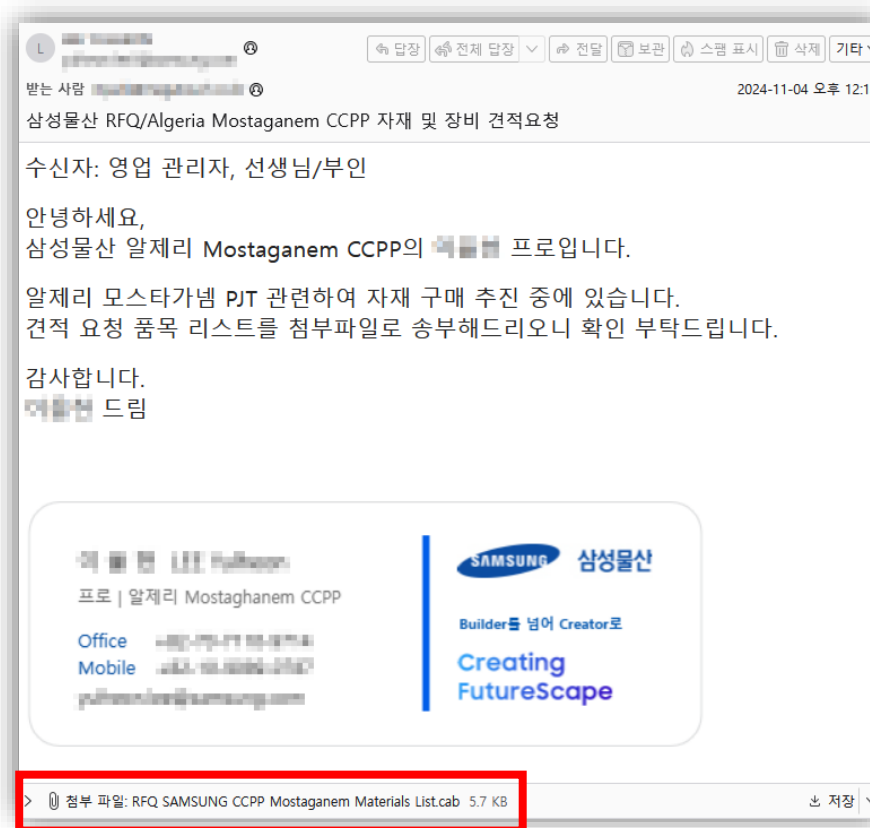 L
답장 전체 답장 전달 보관 스팸 표시 삭제 기타
받는 사람
2024-11-04 오후 12:1
삼성물산 RFQ/Algeria Mostaganem CCPP 자재 및 장비 견적요청
수신자: 영업 관리자, 선생님/부인
안녕하세요,
삼성물산 알제리 Mostaganem CCPP의 프로입니다.
알제리 모스타가넴 PJT 관련하여 자재 구매 추진 중에 있습니다.
견적 요청 품목 리스트를 첨부파일로 송부해드리오니 확인 부탁드립니다.
감사합니다.
드림
프로 | 알제리 Mostaghanem CCPP
Office
Mobile
SAMSUNG 삼성물산
Builder를 넘어 Creator로
Creating
FutureScape
첨부 파일: RFQ SAMSUNG CCPP Mostaganem Materials List.cab 5.7 KB
저장